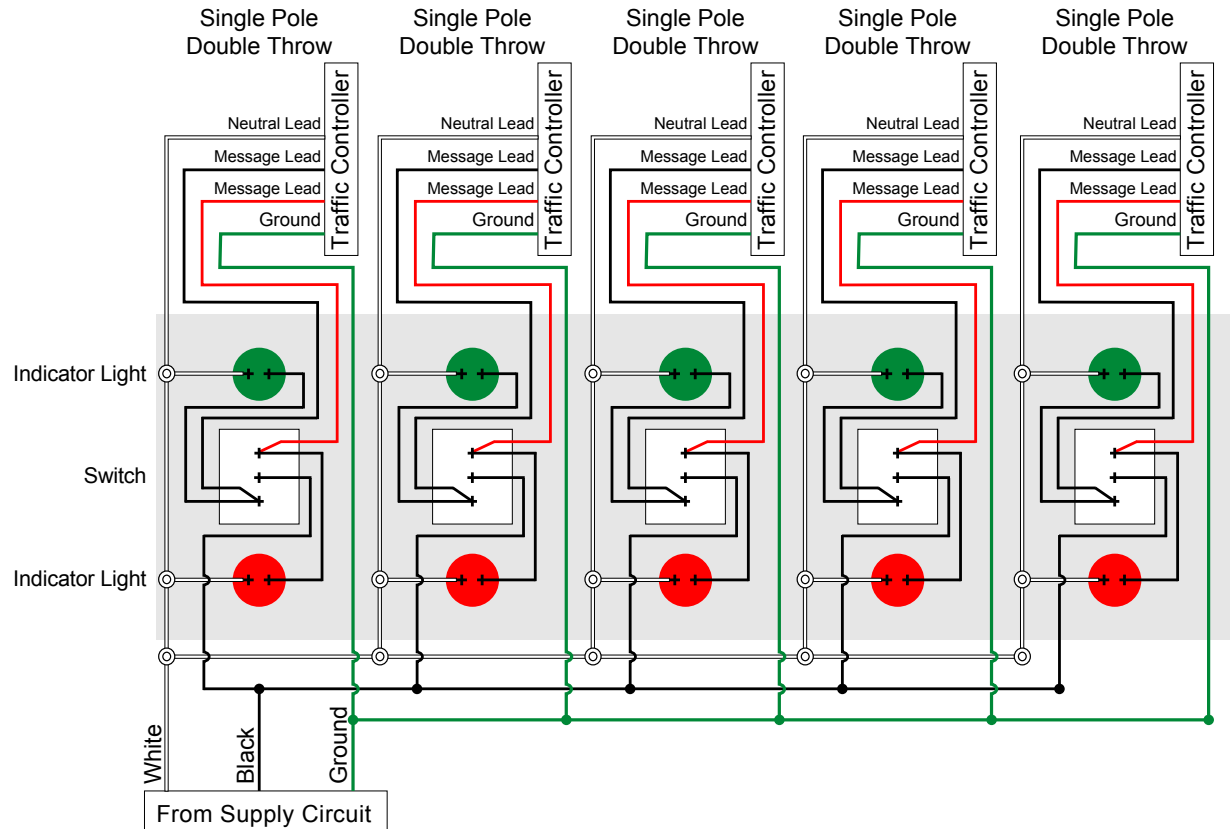 Single Pole
Double Throw
Single Pole
Double Throw
Single Pole
Double Throw
Single Pole
Double Throw
Single Pole
Double Throw
Neutral Lead
Message Lead
Message Lead
Ground
Traffic Controller
Neutral Lead
Message Lead
Message Lead
Ground
Traffic Controller
Neutral Lead
Message Lead
Message Lead
Ground
Traffic Controller
Neutral Lead
Message Lead
Message Lead
Ground
Traffic Controller
Neutral Lead
Message Lead
Message Lead
Ground
Traffic Controller
Indicator Light
Switch
Indicator Light
White
Black
Ground
From Supply Circuit